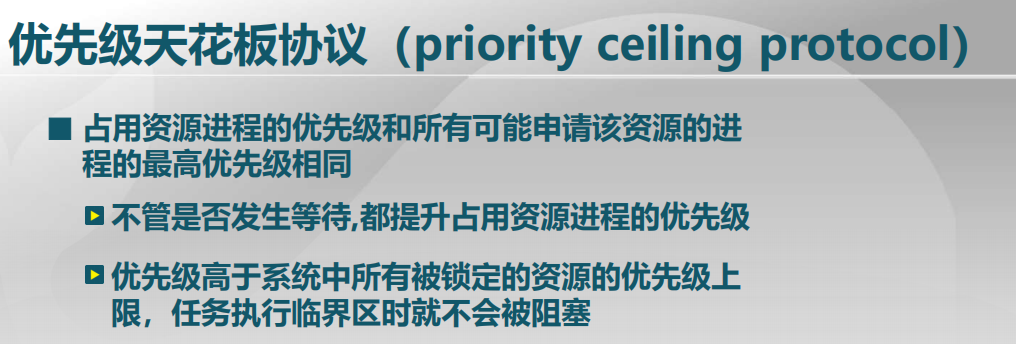 优先级天花板协议（priority ceiling protocol）
占用资源进程的优先级和所有可能申请该资源的进
程的最高优先级相同
不管是否发生等待,都提升占用资源进程的优先级
优先级高于系统中所有被锁定的资源的优先级上
限，任务执行临界区时就不会被阻塞